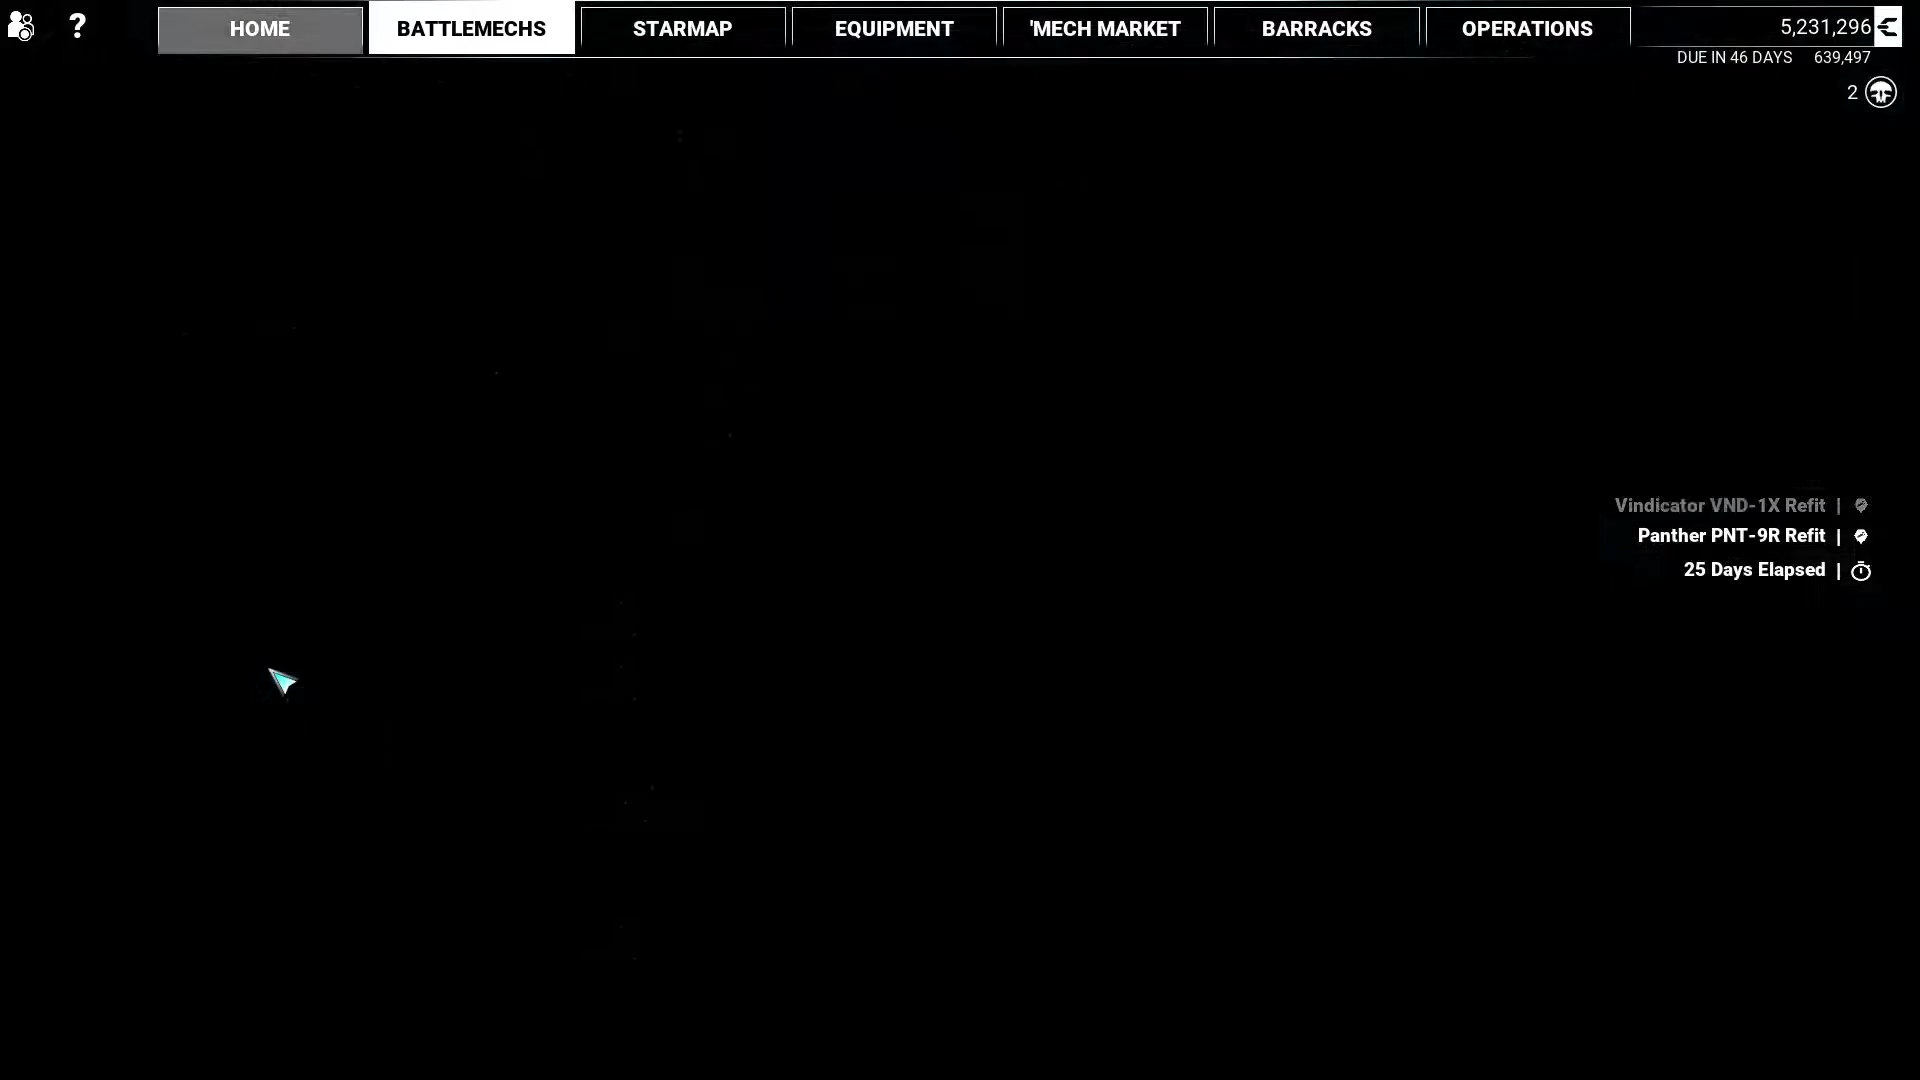 ?
HOME
BATTLEMECHS
STARMAP
EQUIPMENT
'MECH MARKET
BARRACKS
OPERATIONS
5,231,296
DUE IN 46 DAYS 639,497
2
Vindicator VND-1X Refit |
Panther PNT-9R Refit |
25 Days Elapsed |